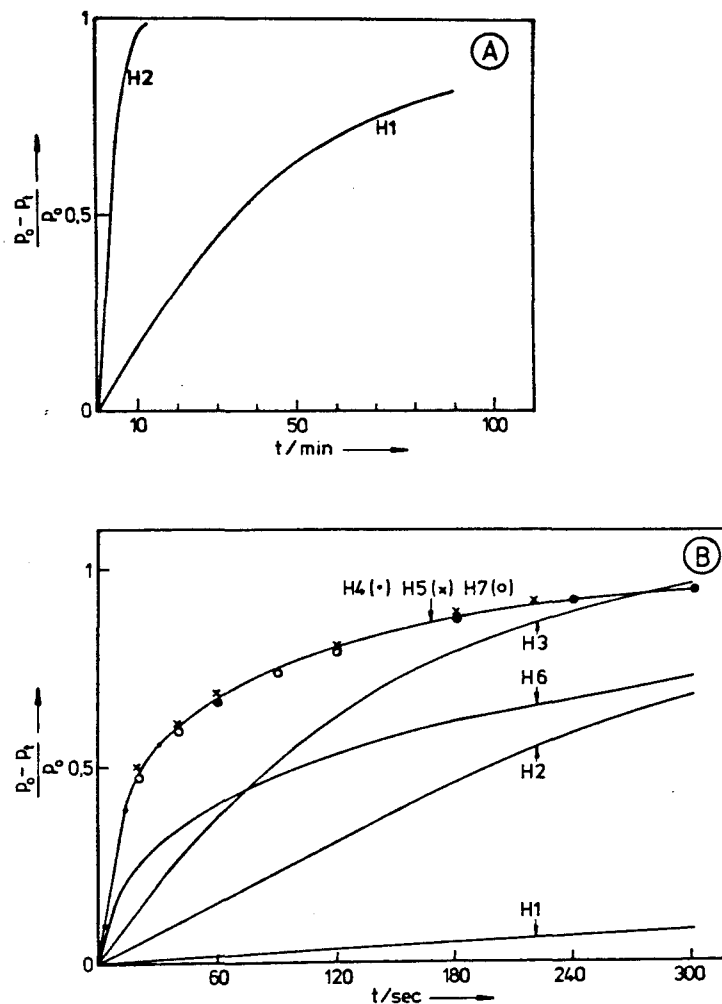 1
A
H2
H1
0.5
p₀ - pₜ
p₀
0
10 50 100
t/min
B
1
H4(•) H5(x) H7(o)
H3
H6
0.5
H2
p₀ - pₜ
p₀
H1
0
60 120 180 240 300
t/sec